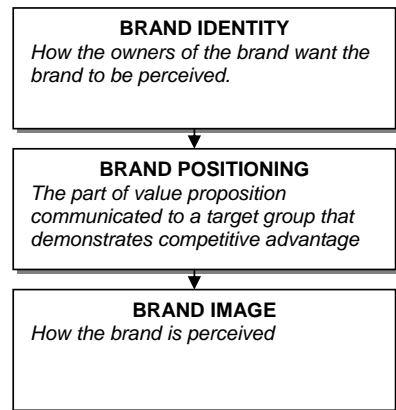 BRAND IDENTITY
How the owners of the brand want the
brand to be perceived.
BRAND POSITIONING
The part of value proposition
communicated to a target group that
demonstrates competitive advantage
BRAND IMAGE
How the brand is perceived